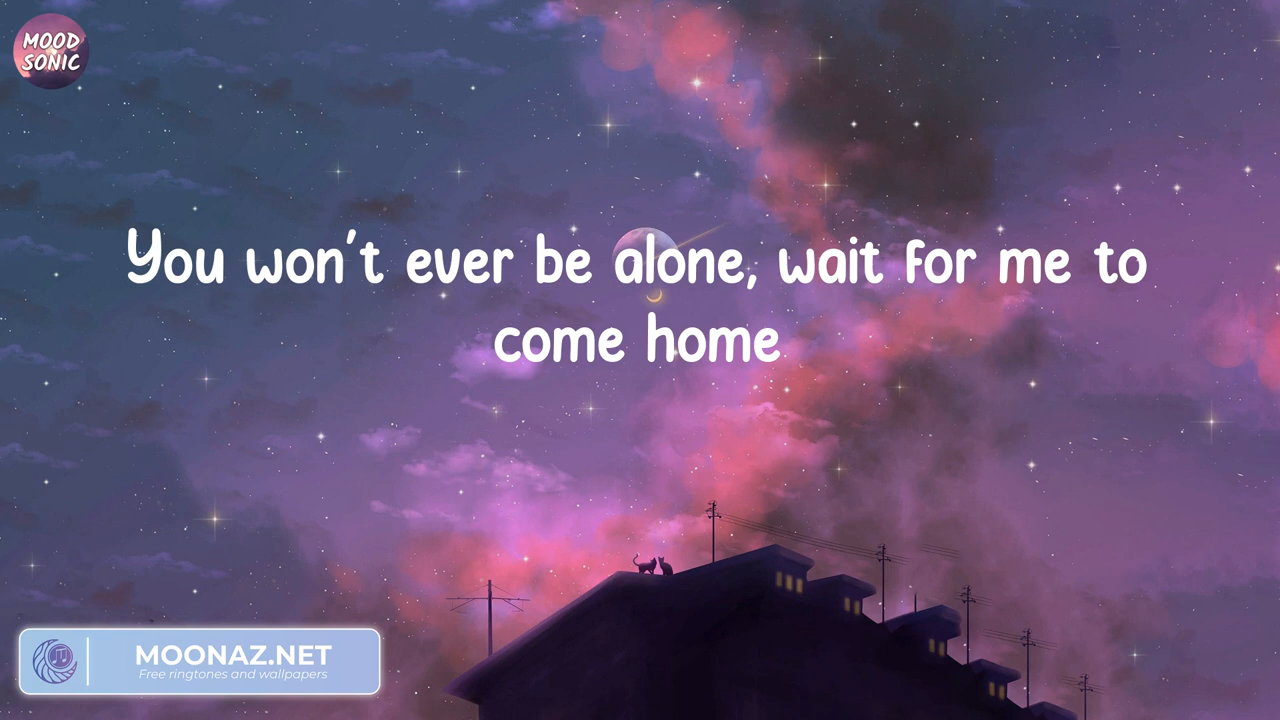 MOOD
SONIC
You won't ever be alone, wait for me to
come home
MOONAZ.NET
Free ringtones and wallpapers